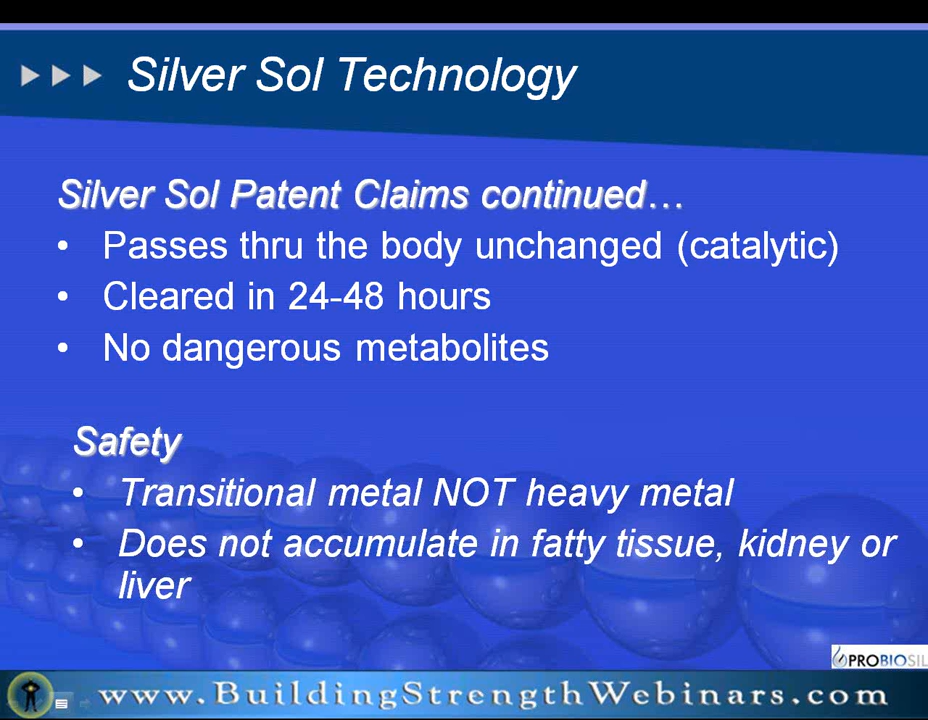 Silver Sol Technology
Silver Sol Patent Claims continued…
• Passes thru the body unchanged (catalytic)
• Cleared in 24-48 hours
• No dangerous metabolites
Safety
• Transitional metal NOT heavy metal
• Does not accumulate in fatty tissue, kidney or
liver
PROBIOSIL
www.BuildingStrengthWebinars.com